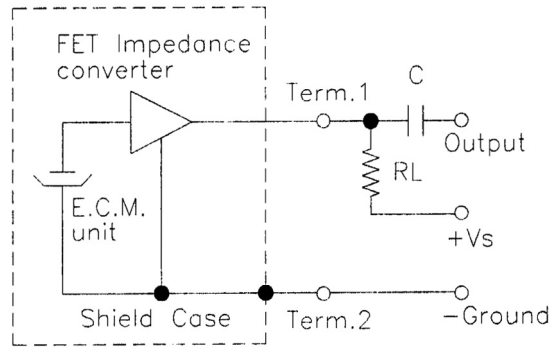 FET Impedance
converter
Term.1
C
Output
RL
E.C.M.
unit
+Vs
Shield Case
Term.2
-Ground